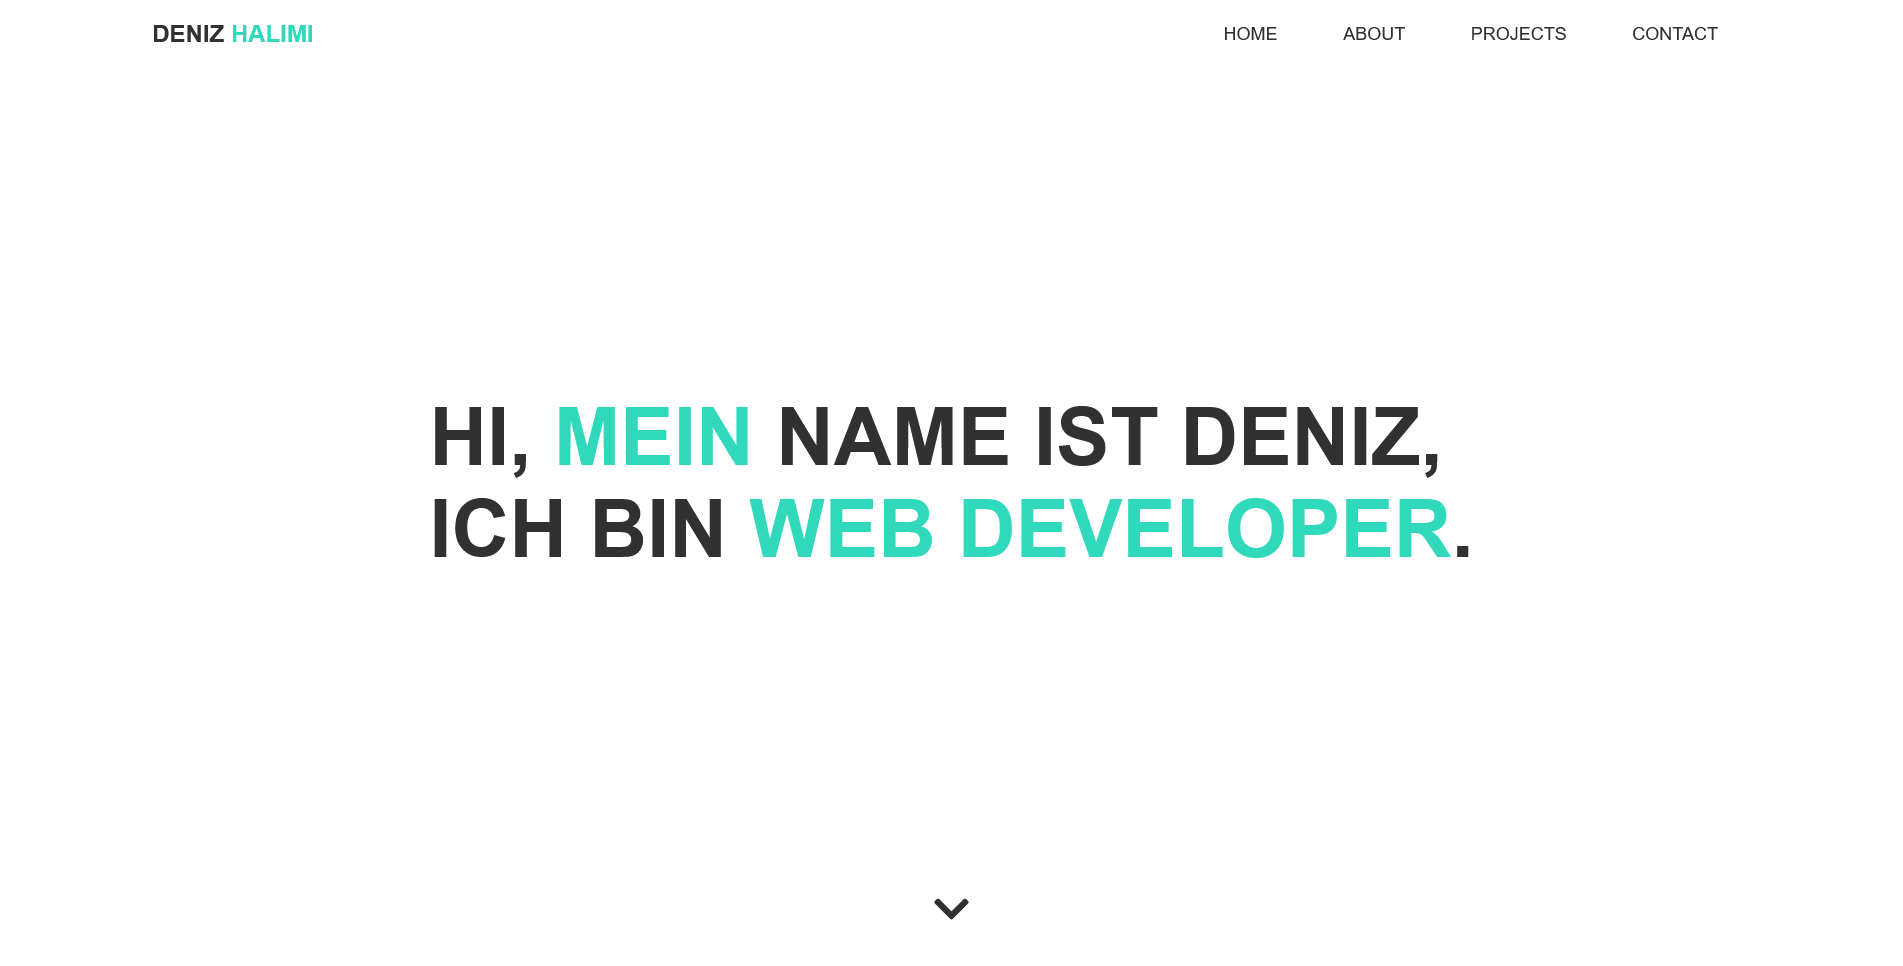 DENIZ HALIMI
HOME ABOUT PROJECTS CONTACT
HI, MEIN NAME IST DENIZ,
ICH BIN WEB DEVELOPER.